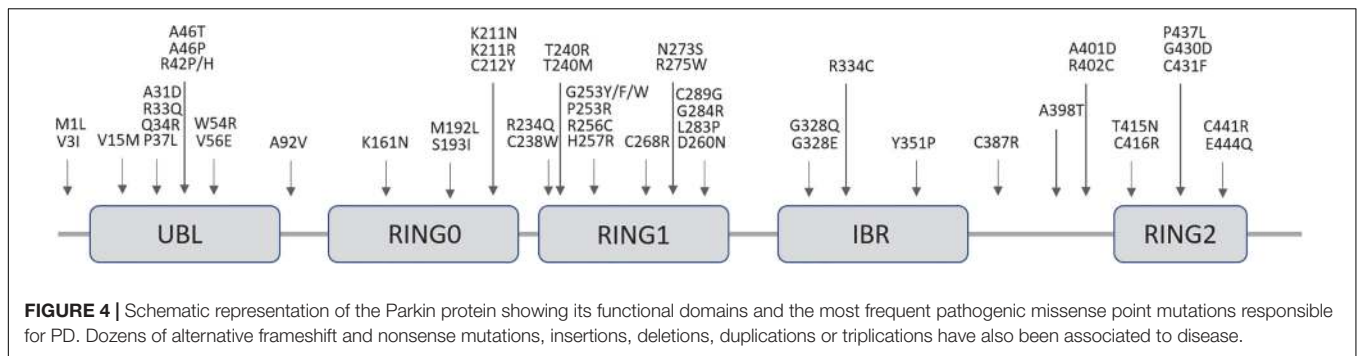 A46T
A46P
R42P/H
K211N
K211R
C212Y
T240R
T240M
N273S
R275W
R334C
A401D
R402C
P437L
G430D
C431F
M1L
V3I
V15M
A31D
R33Q
Q34R
P37L
W54R
V56E
A92V
K161N
M192L
S193I
R234Q
C238W
G253Y/F/W
P253R
R256C
H257R
C268R
C289G
G284R
L283P
D260N
G328Q
G328E
Y351P
C387R
A398T
T415N
C416R
C441R
E444Q
UBL
RING0
RING1
IBR
RING2
FIGURE 4 | Schematic representation of the Parkin protein showing its functional domains and the most frequent pathogenic missense point mutations responsible
for PD. Dozens of alternative frameshift and nonsense mutations, insertions, deletions, duplications or triplications have also been associated to disease.